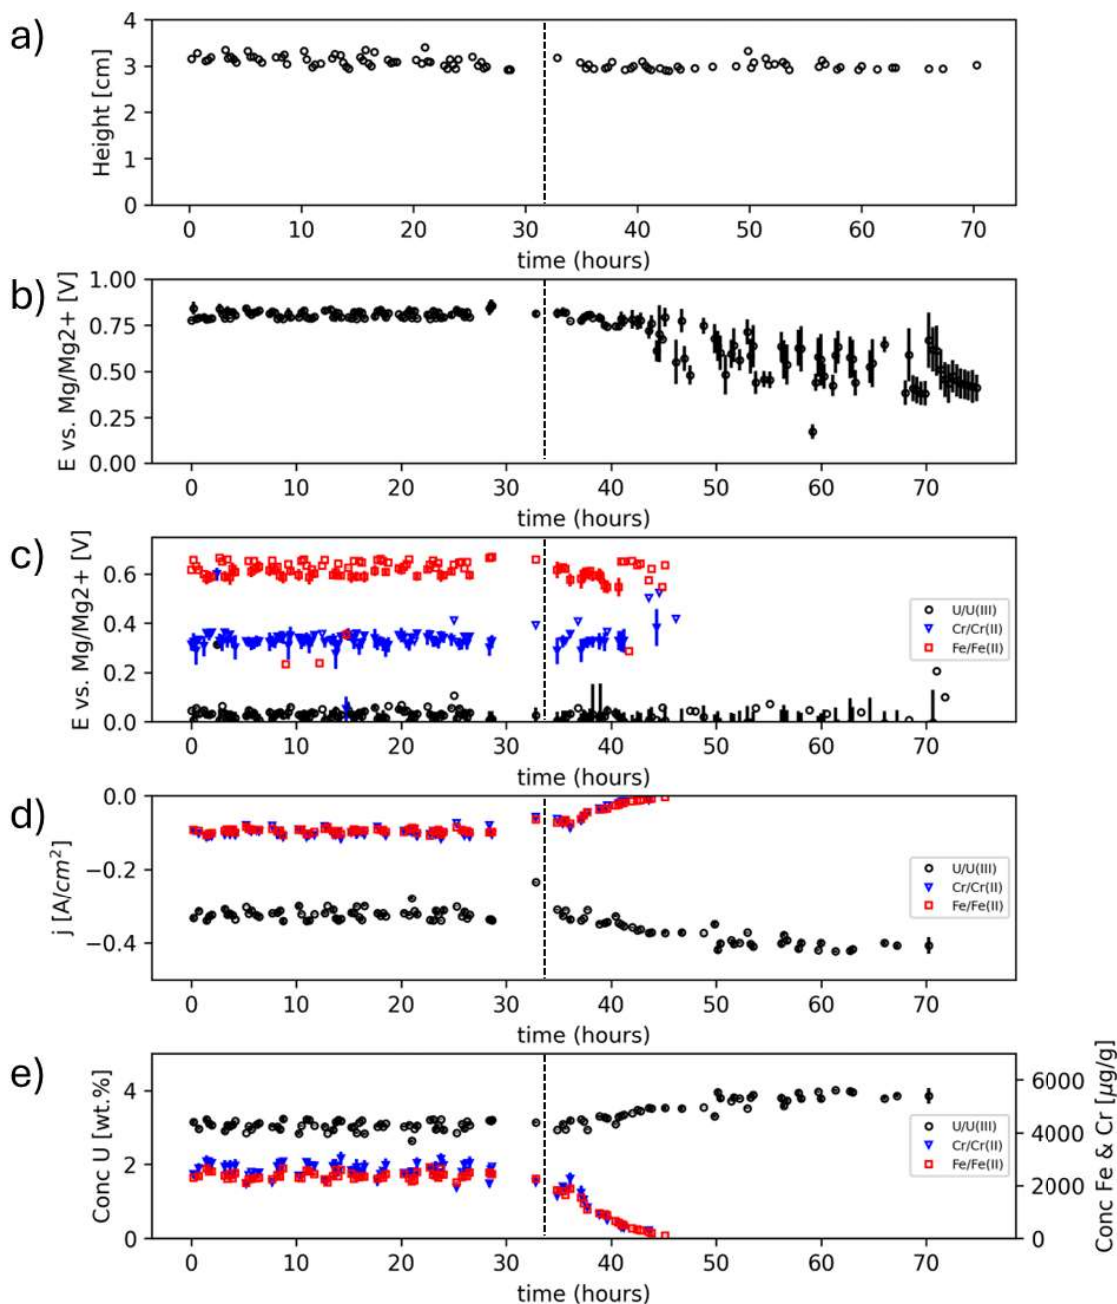 a)
Height [cm]
4
3
2
1
0
0 10 20 30 40 50 60 70
time (hours)
b)
E vs. Mg/Mg2+ [V]
1.00
0.75
0.50
0.25
0.00
0 10 20 30 40 50 60 70
time (hours)
c)
E vs. Mg/Mg2+ [V]
0.6
0.4
0.2
0.0
U/U(III)
Cr/Cr(II)
Fe/Fe(II)
0 10 20 30 40 50 60 70
time (hours)
d)
j [A/cm²]
0.0
−0.2
−0.4
U/U(III)
Cr/Cr(II)
Fe/Fe(II)
0 10 20 30 40 50 60 70
time (hours)
e)
Conc U [wt.%]
4
2
0
U/U(III)
Cr/Cr(II)
Fe/Fe(II)
6000
4000
2000
0
Conc Fe & Cr [µg/g]
0 10 20 30 40 50 60 70
time (hours)